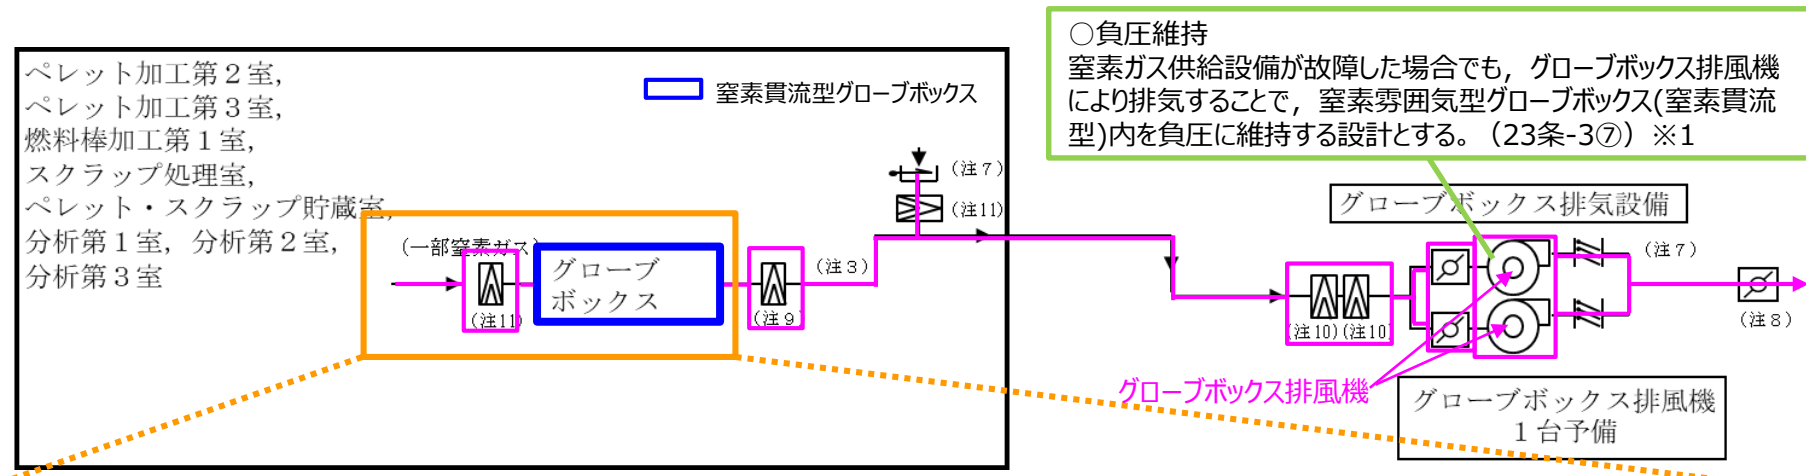 ○負圧維持
窒素ガス供給設備が故障した場合でも，グローブボックス排風機
により排気することで，窒素雰囲気型グローブボックス(窒素貫流
型)内を負圧に維持する設計とする。（23条-3⑦）※1
ペレット加工第２室，
ペレット加工第３室，
燃料棒加工第１室，
スクラップ処理室，
ペレット・スクラップ貯蔵室，
分析第１室，分析第２室，
分析第３室
窒素貫流型グローブボックス
（注７）
（注11）
（一部窒素ガス）
グローブ
ボックス
（注11）
（注９）
（注３）
グローブボックス排気設備
（注７）
（注10）（注10）
（注８）
グローブボックス排風機
グローブボックス排風機
１台予備